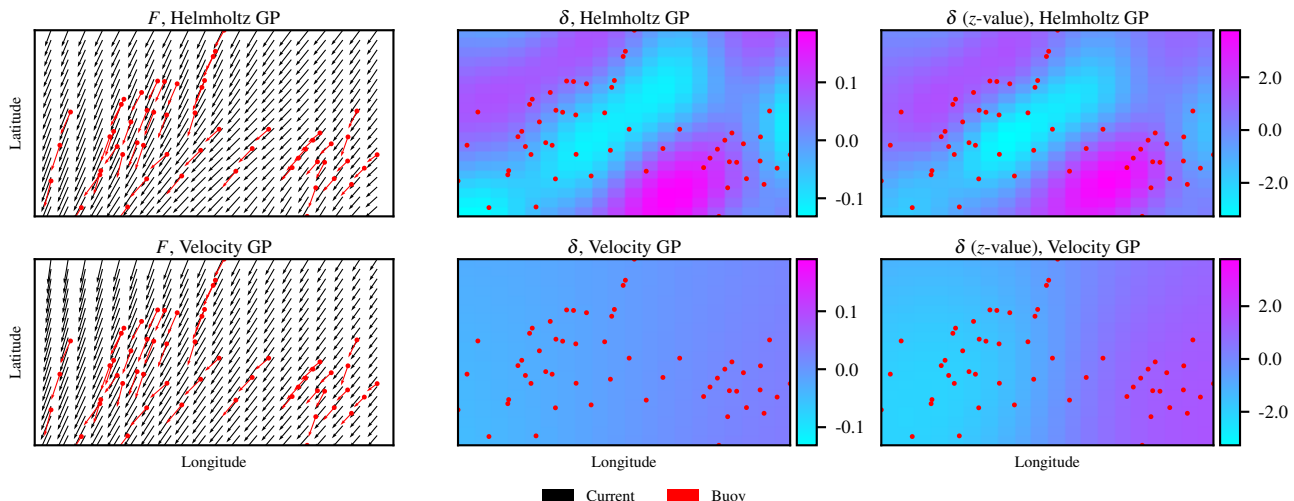 F, Helmholtz GP
δ, Helmholtz GP
δ (z-value), Helmholtz GP
Latitude
0.1
0.0
-0.1
2.0
0.0
-2.0
F, Velocity GP
δ, Velocity GP
δ (z-value), Velocity GP
Latitude
0.1
0.0
-0.1
2.0
0.0
-2.0
Longitude
Longitude
Longitude
Current
Buoy